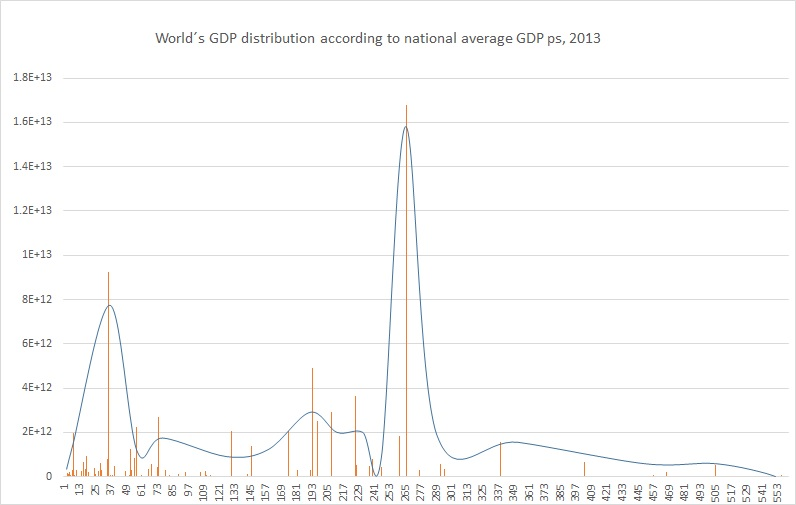 World´s GDP distribution according to national average GDP ps, 2013
1.8E+13
1.6E+13
1.4E+13
1.2E+13
1E+13
8E+12
6E+12
4E+12
2E+12
0
1 13 25 37 49 61 73 85 97 109 121 133 145 157 169 181 193 205 217 229 241 253 265 277 289 301 313 325 337 349 361 373 385 397 409 421 433 445 457 469 481 493 505 517 529 541 553